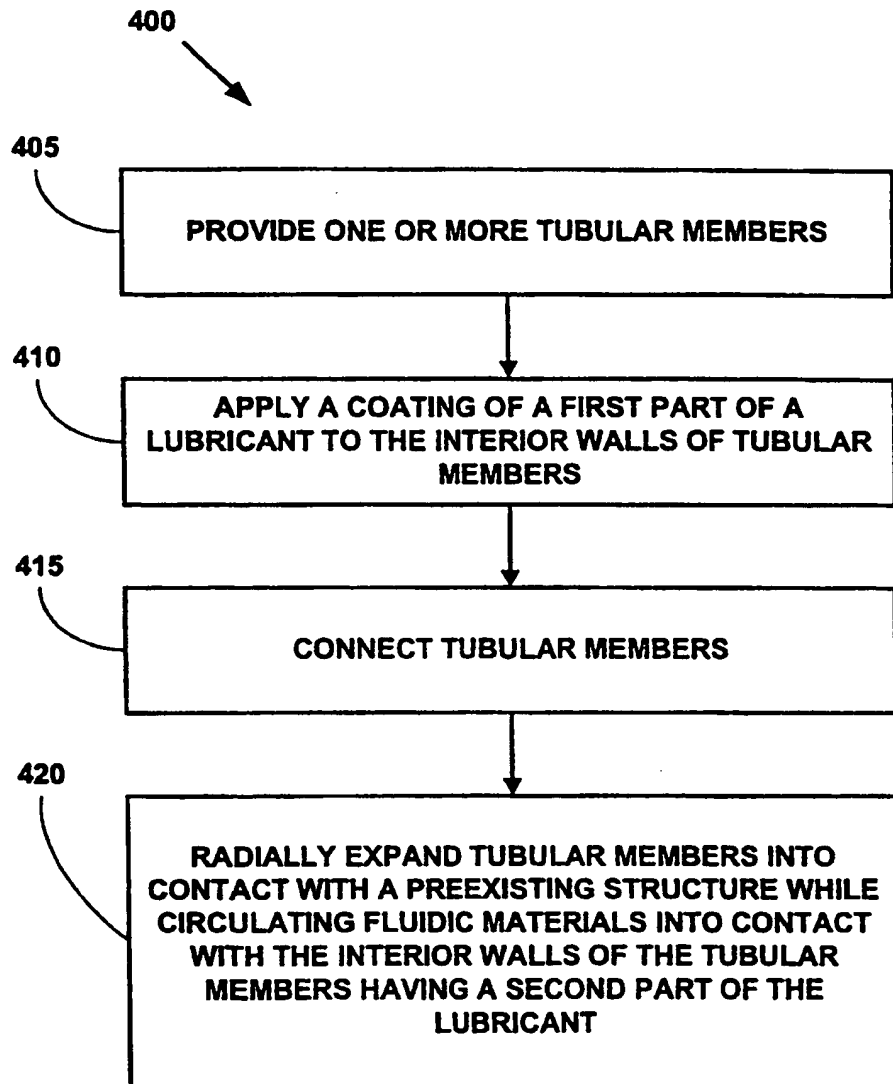 400
405
PROVIDE ONE OR MORE TUBULAR MEMBERS
410
APPLY A COATING OF A FIRST PART OF A
LUBRICANT TO THE INTERIOR WALLS OF TUBULAR
MEMBERS
415
CONNECT TUBULAR MEMBERS
420
RADIALLY EXPAND TUBULAR MEMBERS INTO
CONTACT WITH A PREEXISTING STRUCTURE WHILE
CIRCULATING FLUIDIC MATERIALS INTO CONTACT
WITH THE INTERIOR WALLS OF THE TUBULAR
MEMBERS HAVING A SECOND PART OF THE
LUBRICANT